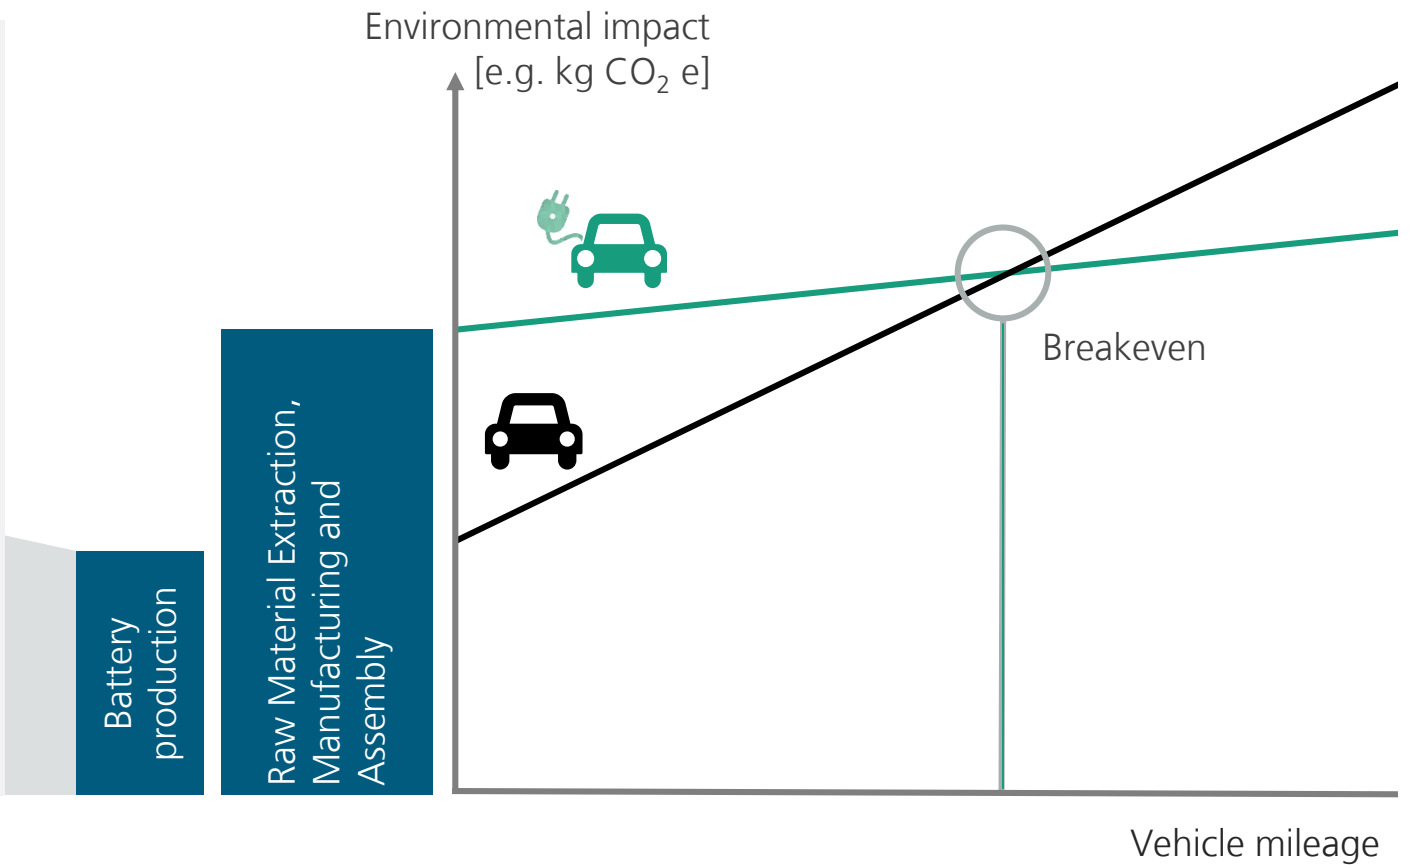 Environmental impact
[e.g. kg CO₂ e]
Breakeven
Battery
production
Raw Material Extraction,
Manufacturing and
Assembly
Vehicle mileage